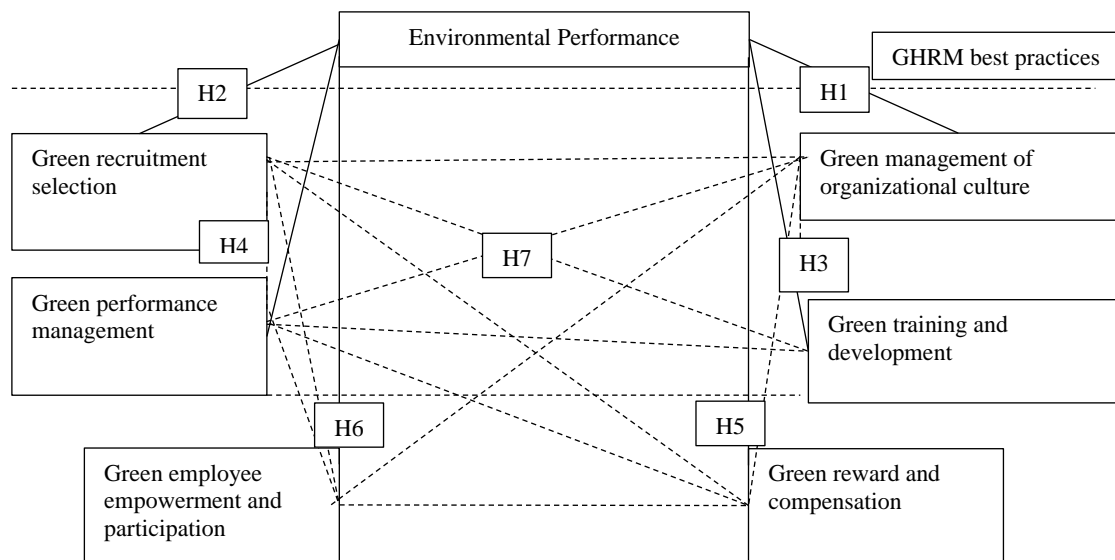 Environmental Performance
GHRM best practices
H2
H1
Green recruitment
selection
Green management of
organizational culture
H4
H7
H3
Green performance
management
Green training and
development
H6
H5
Green employee
empowerment and
participation
Green reward and
compensation